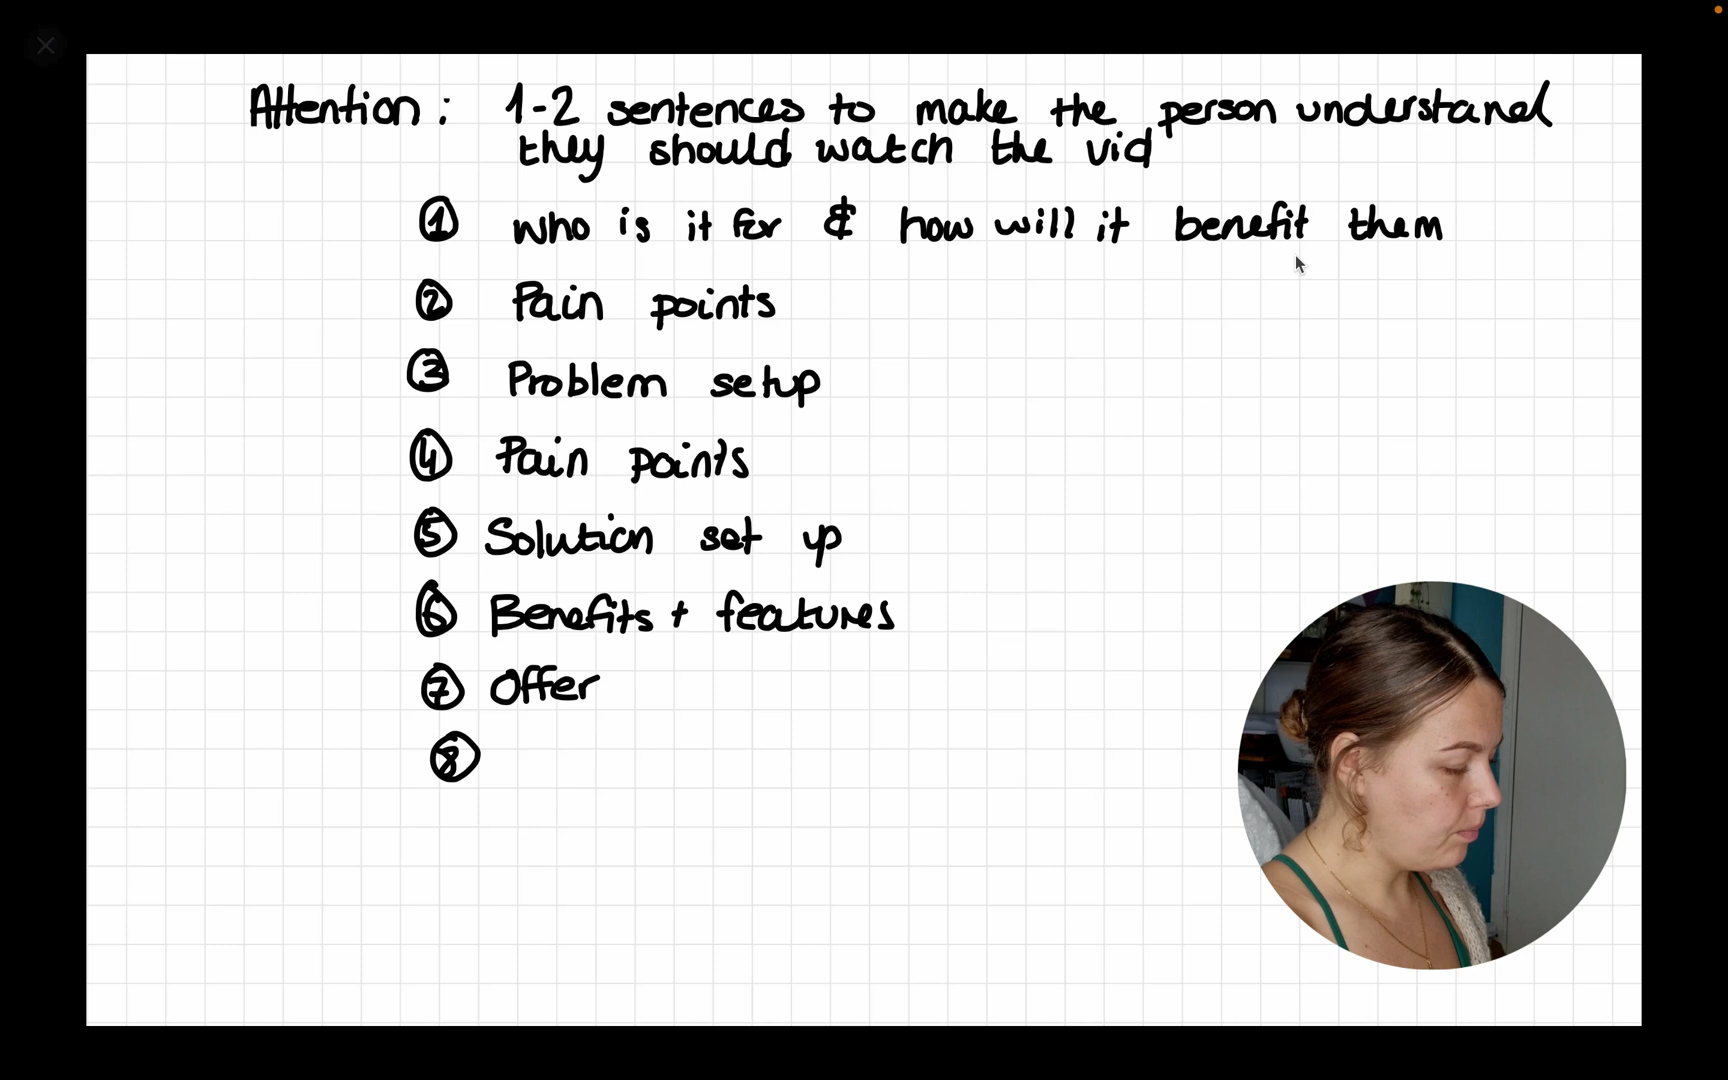 Attention : 1-2 sentences to make the person understand
they should watch the vid
① Who is it for & how will it benefit them
② Pain points
③ Problem setup
④ Pain points
⑤ Solution set up
⑥ Benefits + features
⑦ Offer
⑧